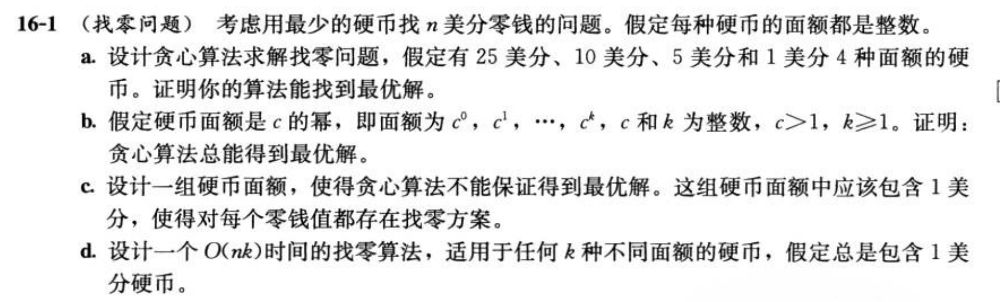 16-1 (找零问题) 考虑用最少的硬币找 n 美分零钱的问题。假定每种硬币的面额都是整数。
a. 设计贪心算法求解找零问题，假定有 25 美分、10 美分、5 美分和 1 美分 4 种面额的硬
币。证明你的算法能找到最优解。
b. 假定硬币面额是 c 的幂，即面额为 c⁰，c¹，…，cᵏ，c 和 k 为整数，c>1，k≥1。证明：
贪心算法总能得到最优解。
c. 设计一组硬币面额，使得贪心算法不能保证得到最优解。这组硬币面额中应该包含 1 美
分，使得对每个零钱值都存在找零方案。
d. 设计一个 O(nk)时间的找零算法，适用于任何 k 种不同面额的硬币，假定总是包含 1 美
分硬币。